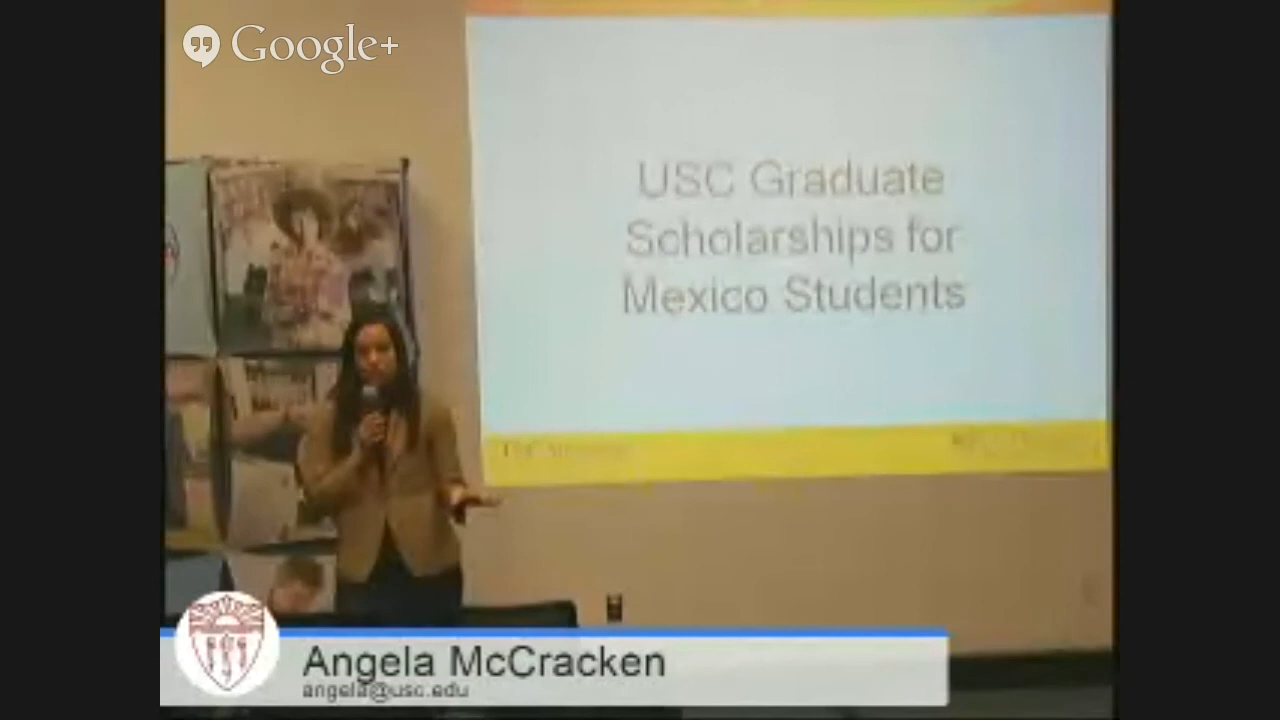 Google+
USC Graduate
Scholarships for
Mexico Students
Angela McCracken
angela@usc.edu